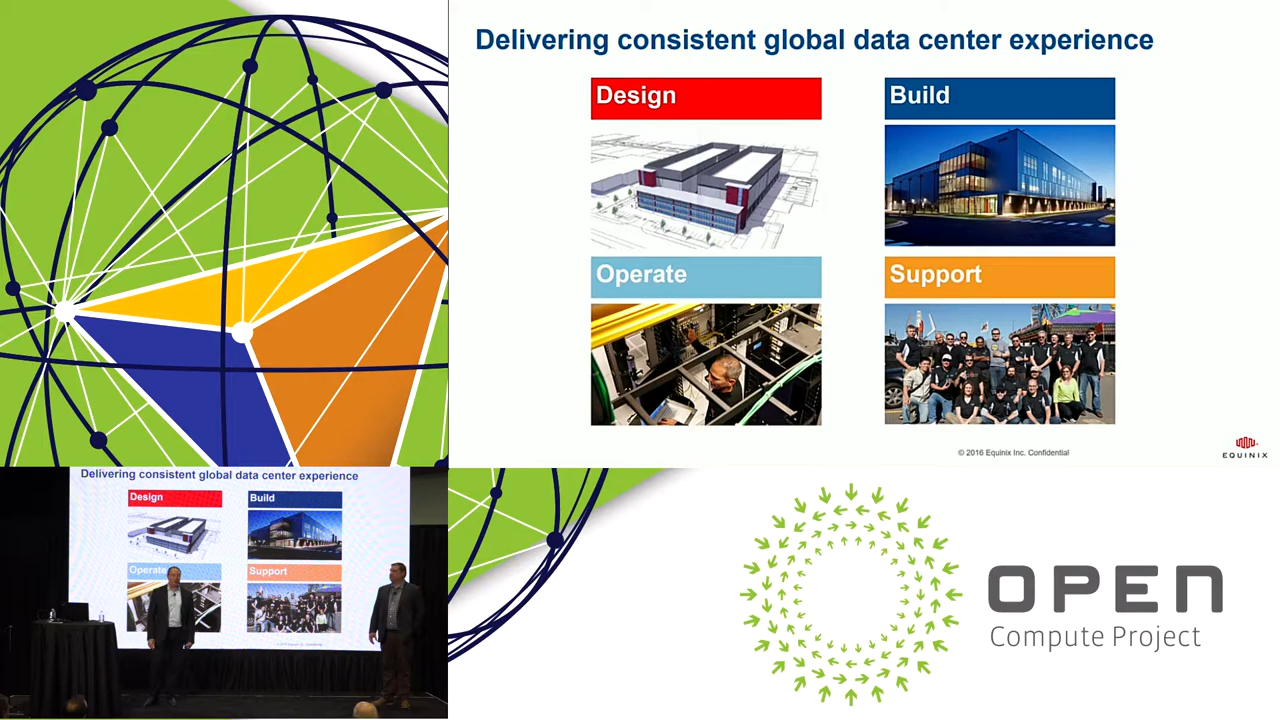 Delivering consistent global data center experience
Design
Build
Operate
Support
© 2016 Equinix Inc. Confidential
EQUINIX
Delivering consistent global data center experience
Design
Build
Operate
Support
OPEN
Compute Project